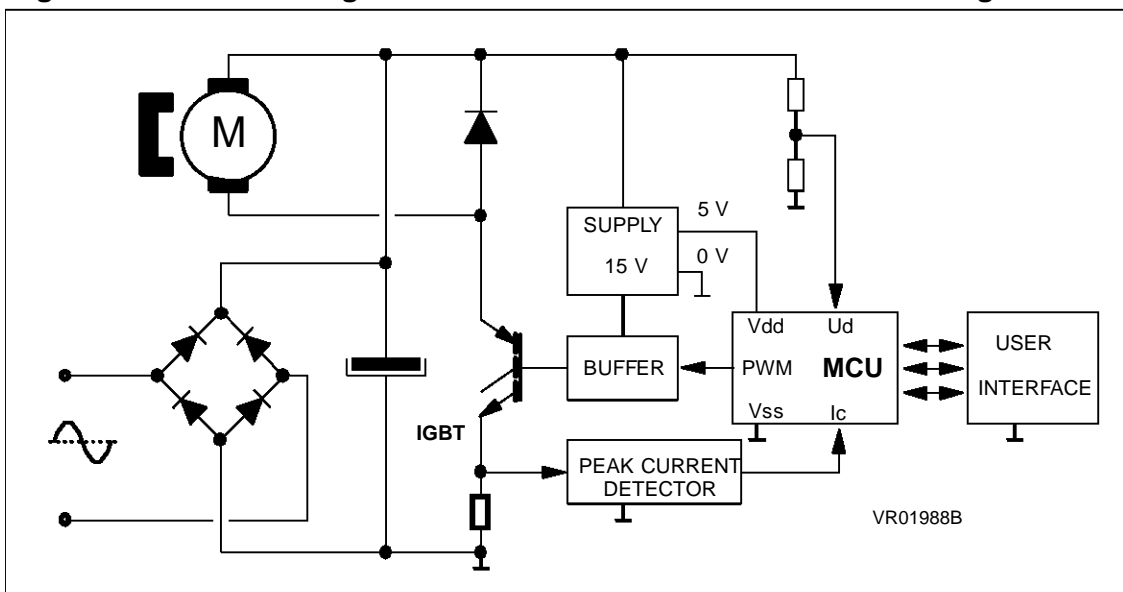 M
SUPPLY
15 V
5 V
0 V
BUFFER
Vdd
Ud
PWM
MCU
Vss
Ic
USER
INTERFACE
IGBT
PEAK CURRENT
DETECTOR
VR01988B